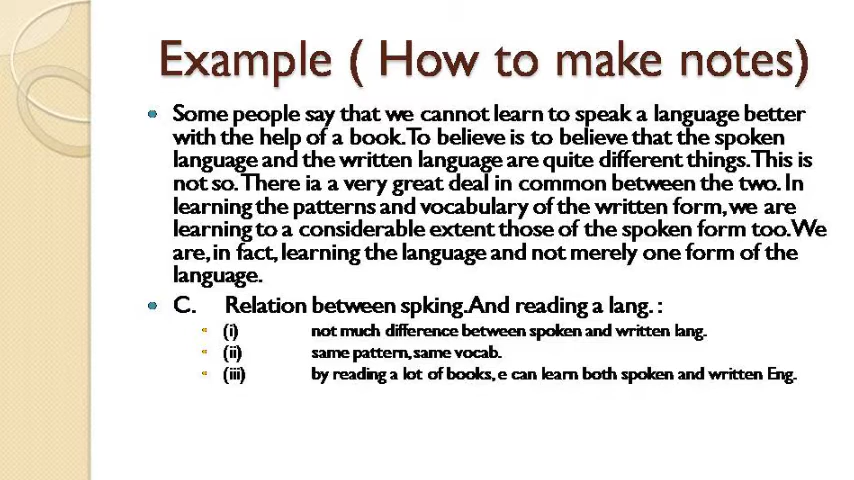 Example ( How to make notes)
Some people say that we cannot learn to speak a language better
with the help of a book. To believe is to believe that the spoken
language and the written language are quite different things. This is
not so. There ia a very great deal in common between the two. In
learning the patterns and vocabulary of the written form, we are
learning to a considerable extent those of the spoken form too. We
are, in fact, learning the language and not merely one form of the
language.
C. Relation between spking. And reading a lang. :
(i) not much difference between spoken and written lang.
(ii) same pattern, same vocab.
(iii) by reading a lot of books, e can learn both spoken and written Eng.